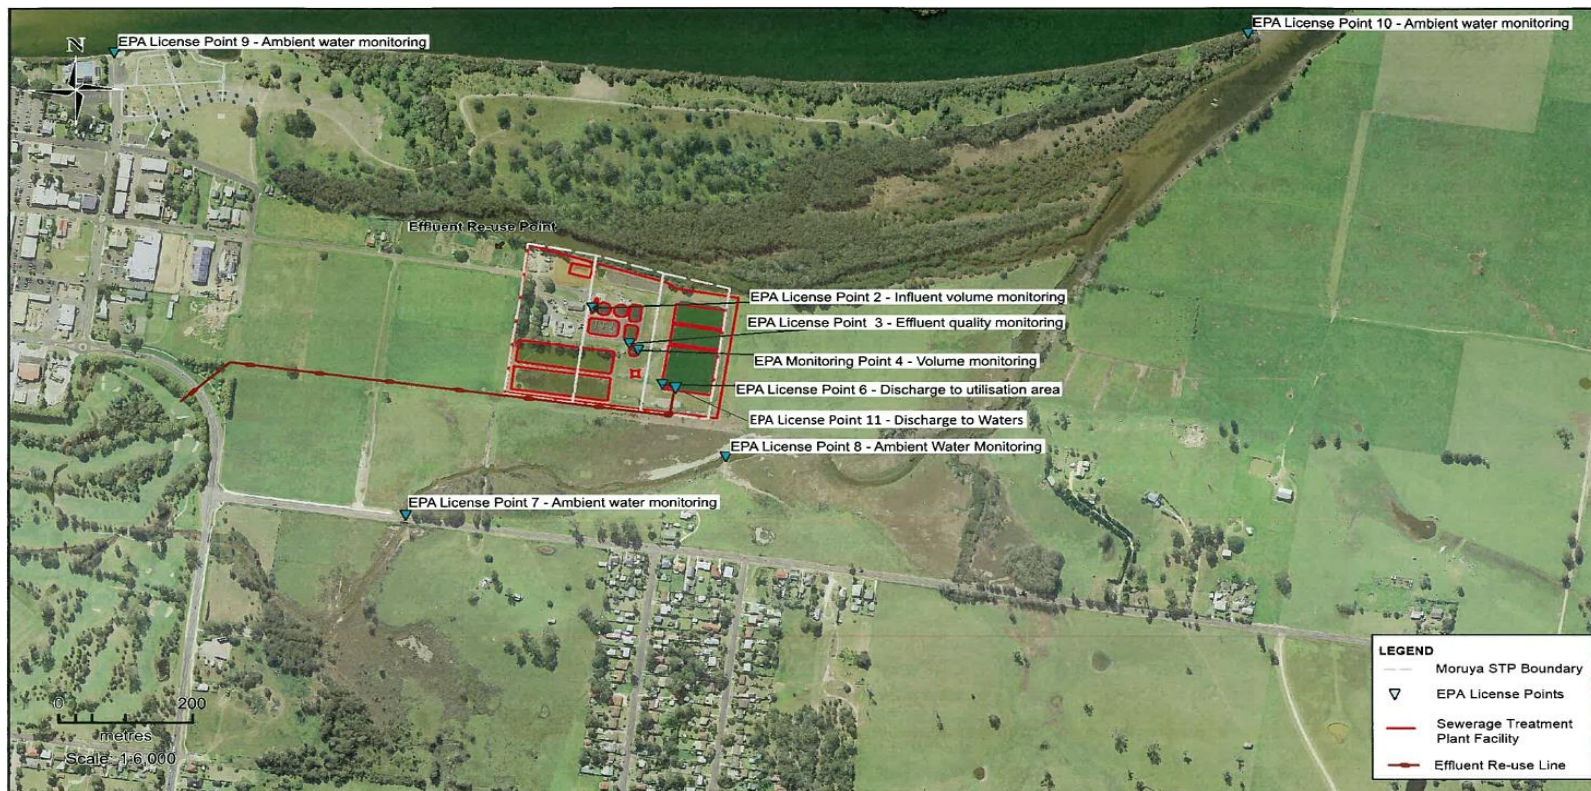 EPA License Point 10 - Ambient water monitoring
EPA License Point 9 - Ambient water monitoring
N
Effluent Re-use Point
EPA License Point 2 - Influent volume monitoring
EPA License Point 3 - Effluent quality monitoring
EPA Monitoring Point 4 - Volume monitoring
EPA License Point 6 - Discharge to utilisation area
EPA License Point 11 - Discharge to Waters
EPA License Point 8 - Ambient Water Monitoring
EPA License Point 7 - Ambient water monitoring
0 200
metres
Scale: 1:6,000
LEGEND
Moruya STP Boundary
EPA License Points
Sewerage Treatment
Plant Facility
Effluent Re-use Line